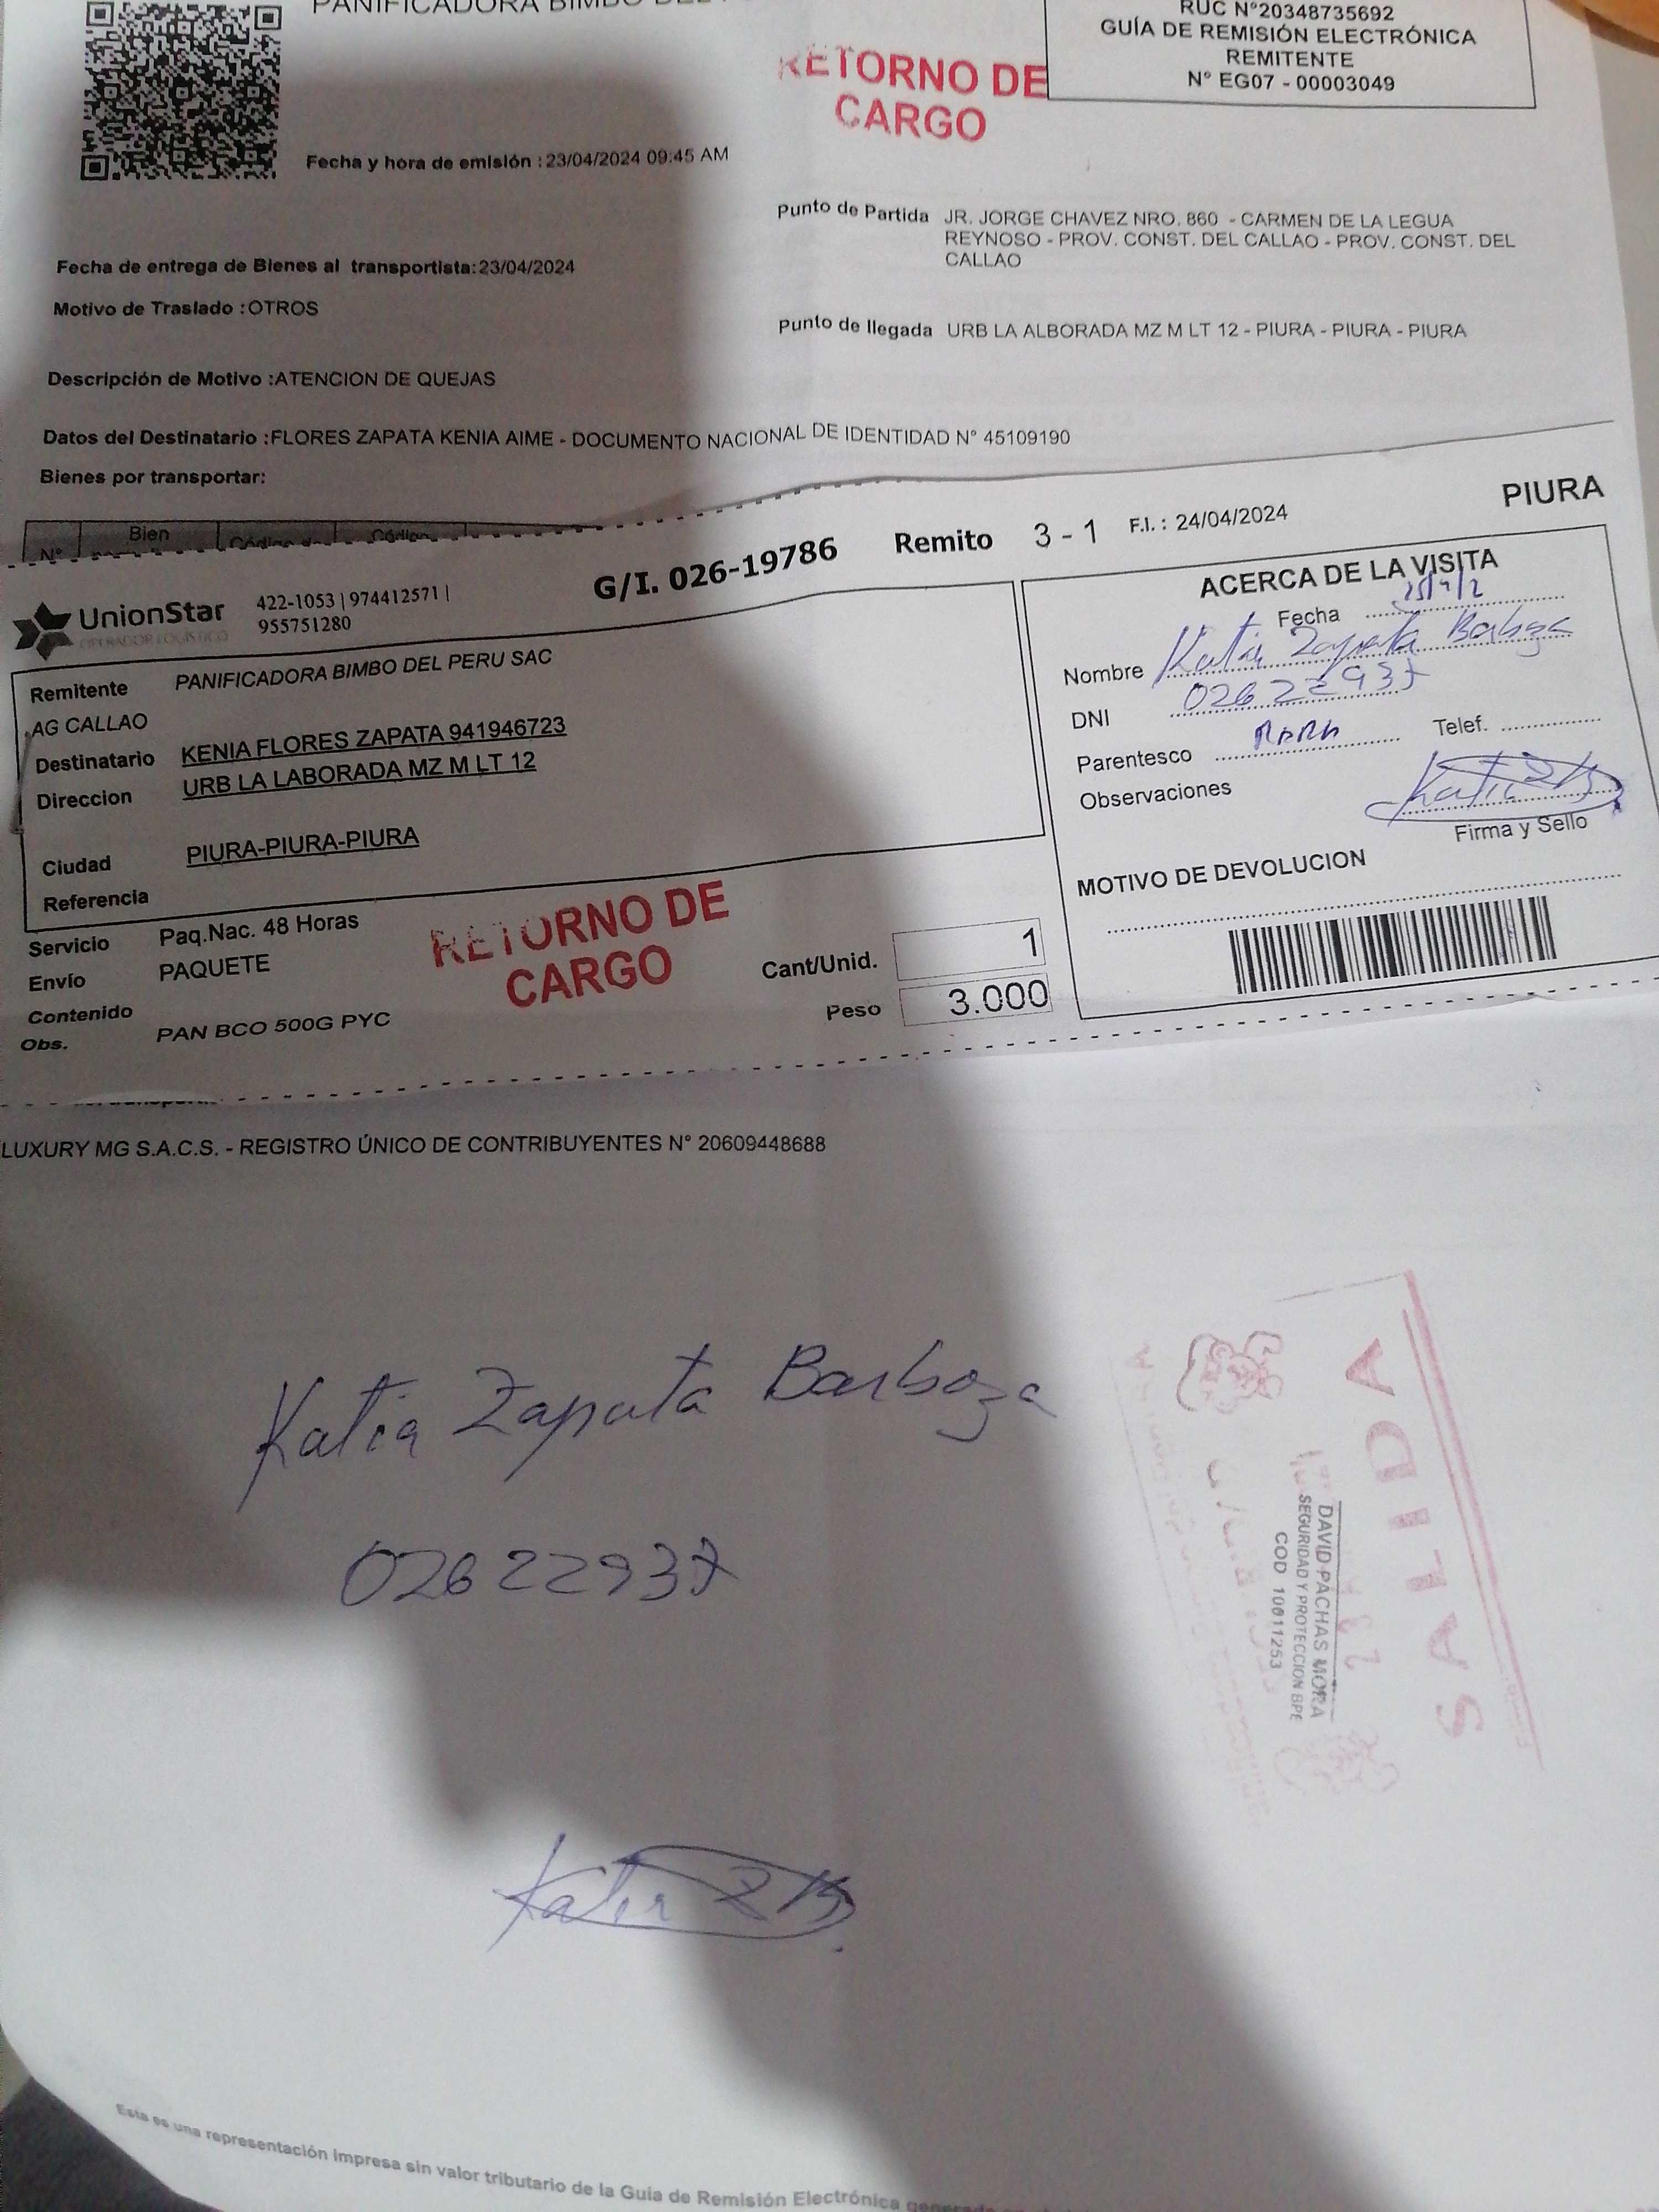 PANIFICADORA BIMBO DEL
RUC N°20348735692
GUÍA DE REMISIÓN ELECTRÓNICA
REMITENTE
N° EG07 - 00003049
RETORNO DE
CARGO
Fecha y hora de emisión : 23/04/2024 09:45 AM
Punto de Partida JR. JORGE CHAVEZ NRO. 860 - CARMEN DE LA LEGUA
REYNOSO - PROV. CONST. DEL CALLAO - PROV. CONST. DEL
CALLAO
Fecha de entrega de Bienes al transportista:23/04/2024
Motivo de Traslado :OTROS
Punto de llegada URB LA ALBORADA MZ M LT 12 - PIURA - PIURA - PIURA
Descripción de Motivo :ATENCION DE QUEJAS
Datos del Destinatario :FLORES ZAPATA KENIA AIME - DOCUMENTO NACIONAL DE IDENTIDAD N° 45109190
Bienes por transportar:
N° Bien
UnionStar
OPERADOR LOGÍSTICO
422-1053 | 974412571 |
955751280
G/I. 026-19786 Remito 3 - 1 F.I. : 24/04/2024 PIURA
Remitente PANIFICADORA BIMBO DEL PERU SAC
AG CALLAO
Destinatario KENIA FLORES ZAPATA 941946723
Direccion URB LA LABORADA MZ M LT 12
Ciudad PIURA-PIURA-PIURA
Referencia
Servicio Paq.Nac. 48 Horas
Envío PAQUETE
Contenido
Obs. PAN BCO 500G PYC
RETORNO DE
CARGO
Cant/Unid. 1
Peso 3.000
ACERCA DE LA VISITA
Fecha
Nombre Katia Zapata Barboza
DNI 02622937
Parentesco Telef.
Observaciones
Katia ZB
Firma y Sello
MOTIVO DE DEVOLUCION
LUXURY MG S.A.C.S. - REGISTRO ÚNICO DE CONTRIBUYENTES N° 20609448688
Katia Zapata Barboza
02622937
Katia ZB
SALIDA
DAVID PACHAS MORA
SEGURIDAD Y PROTECCION BPE
COD 10011253
Esta es una representación impresa sin valor tributario de la Guía de Remisión Electrónica